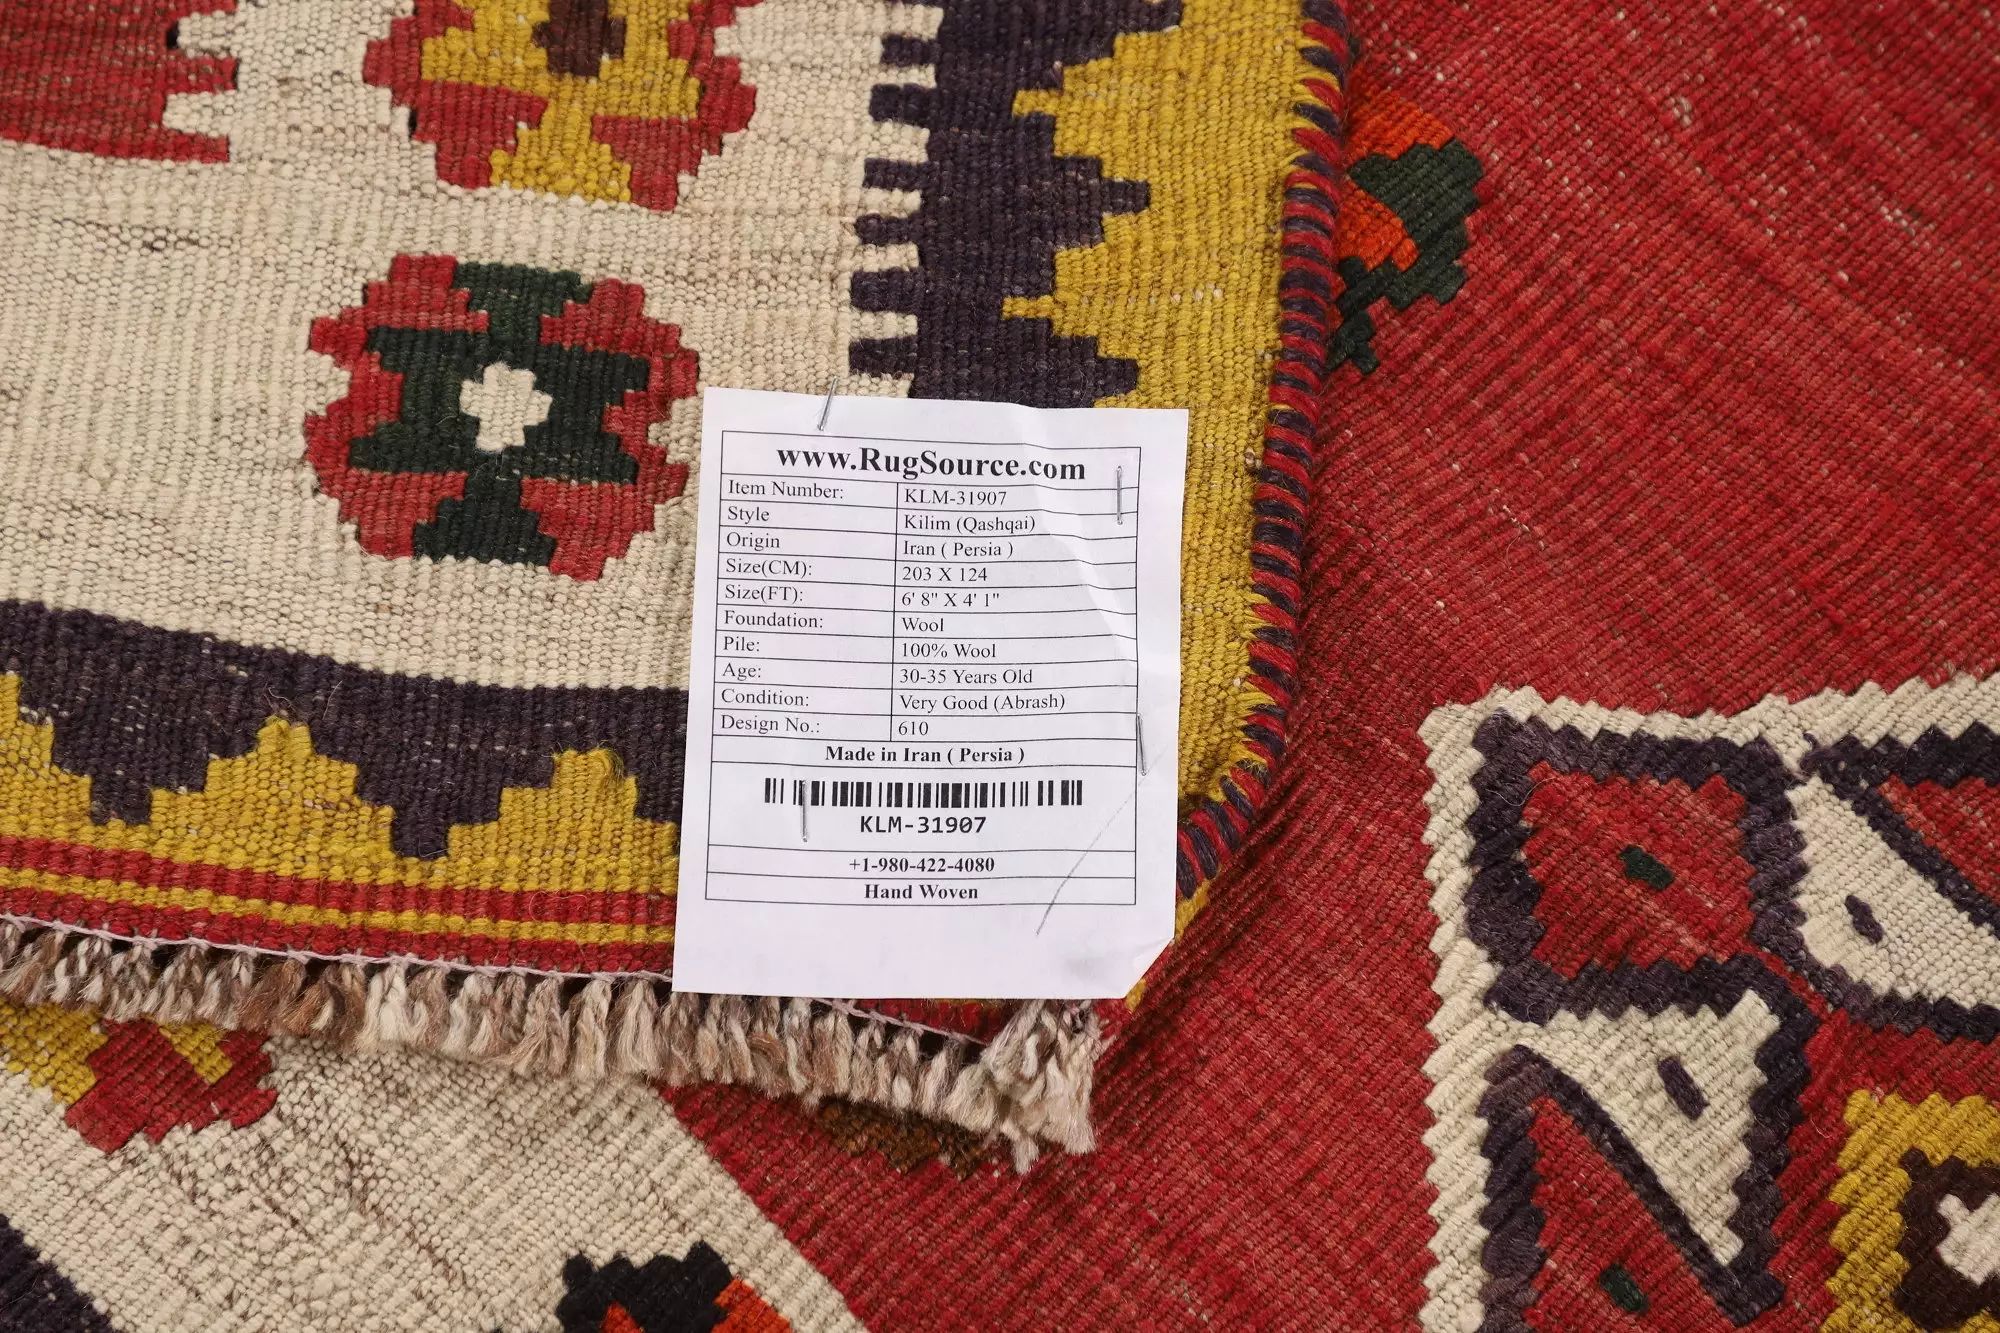 www.RugSource.com
Item Number: KLM-31907
Style Kilim (Qashqai)
Origin Iran ( Persia )
Size(CM): 203 X 124
Size(FT): 6' 8" X 4' 1"
Foundation: Wool
Pile: 100% Wool
Age: 30-35 Years Old
Condition: Very Good (Abrash)
Design No.: 610
Made in Iran ( Persia )
KLM-31907
+1-980-422-4080
Hand Woven